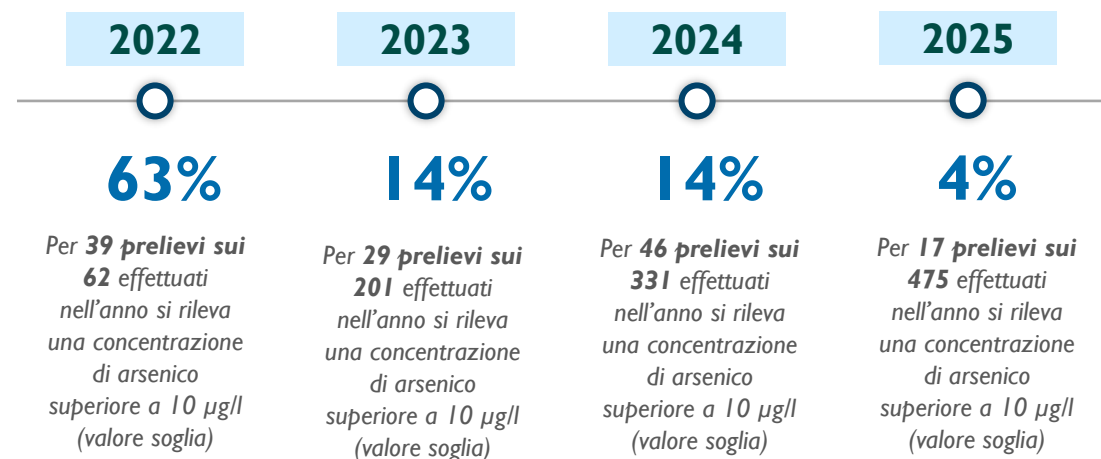 2022
63%
Per 39 prelievi sui
62 effettuati
nell'anno si rileva
una concentrazione
di arsenico
superiore a 10 µg/l
(valore soglia)
2023
14%
Per 29 prelievi sui
201 effettuati
nell'anno si rileva
una concentrazione
di arsenico
superiore a 10 µg/l
(valore soglia)
2024
14%
Per 46 prelievi sui
331 effettuati
nell'anno si rileva
una concentrazione
di arsenico
superiore a 10 µg/l
(valore soglia)
2025
4%
Per 17 prelievi sui
475 effettuati
nell'anno si rileva
una concentrazione
di arsenico
superiore a 10 µg/l
(valore soglia)